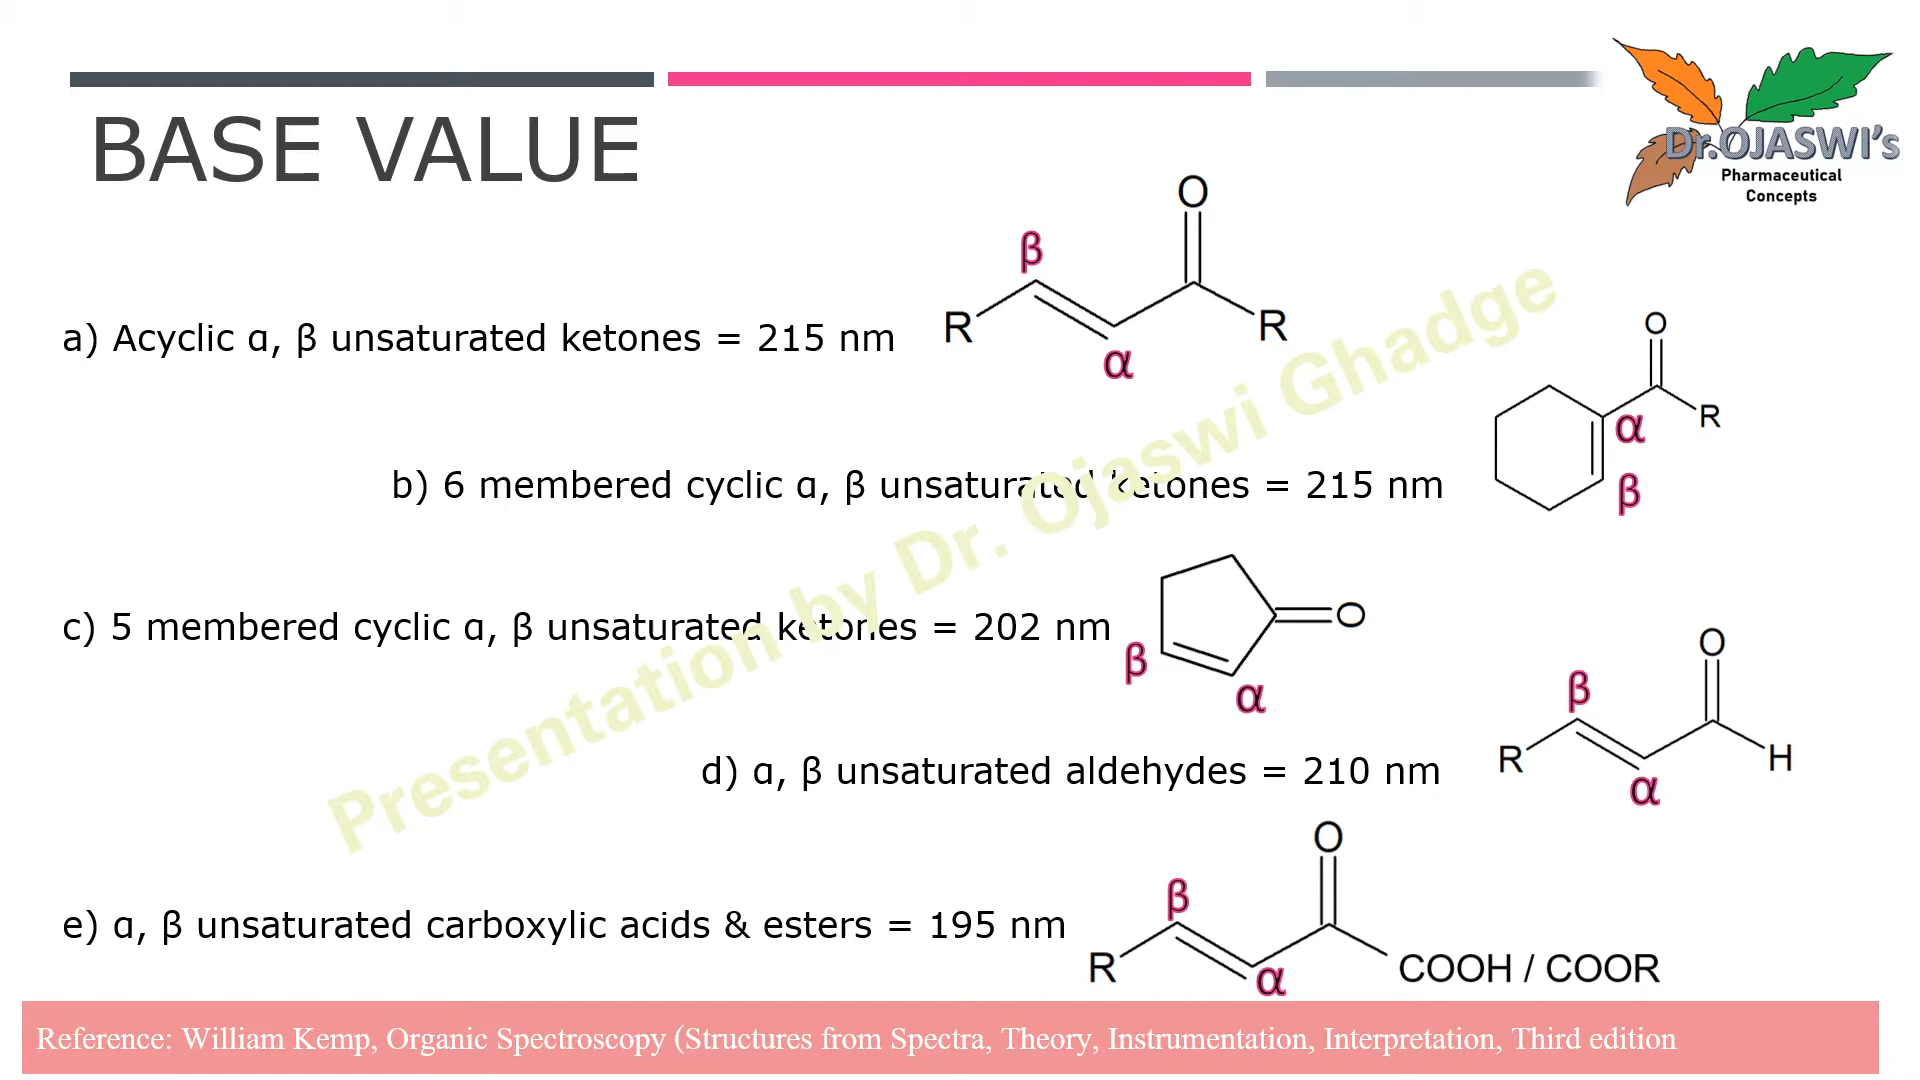 BASE VALUE
Dr.OJASWI's
Pharmaceutical
Concepts
a) Acyclic α, β unsaturated ketones = 215 nm
O
β
R
R
α
b) 6 membered cyclic α, β unsaturated ketones = 215 nm
O
R
α
β
c) 5 membered cyclic α, β unsaturated ketones = 202 nm
O
β
α
d) α, β unsaturated aldehydes = 210 nm
O
β
R
H
α
e) α, β unsaturated carboxylic acids & esters = 195 nm
O
β
R
α
COOH / COOR
Presentation by Dr. Ojaswi Ghadge
Reference: William Kemp, Organic Spectroscopy (Structures from Spectra, Theory, Instrumentation, Interpretation, Third edition